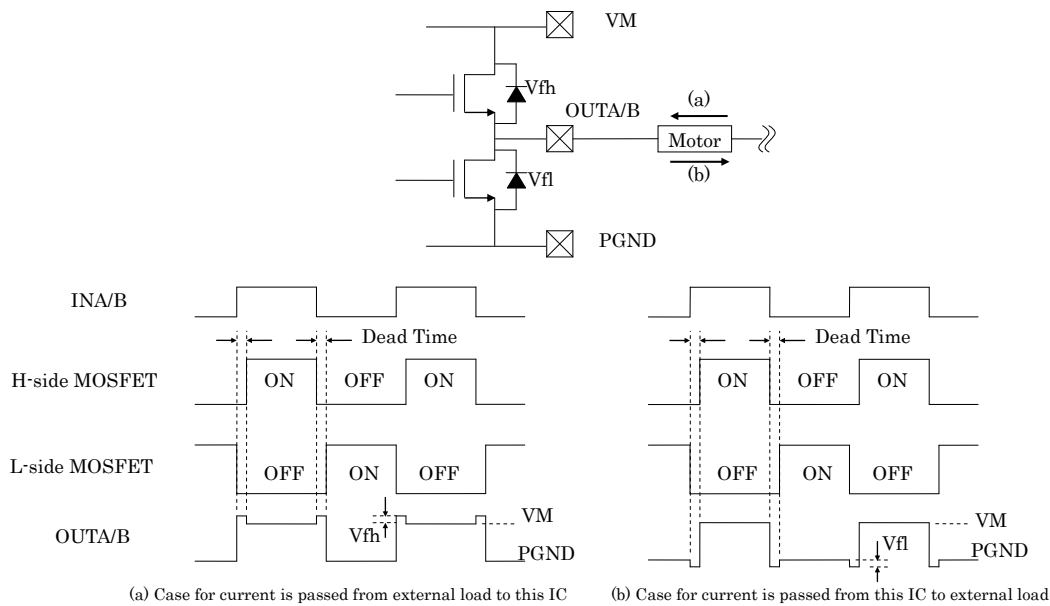 VM
Vfh
OUTA/B
(a)
Motor
(b)
Vfl
PGND
INA/B
Dead Time
Dead Time
H-side MOSFET
ON
OFF
ON
ON
OFF
ON
L-side MOSFET
OFF
ON
OFF
OFF
ON
OFF
OUTA/B
Vfh
VM
PGND
Vfl
VM
PGND
(a) Case for current is passed from external load to this IC
(b) Case for current is passed from this IC to external load